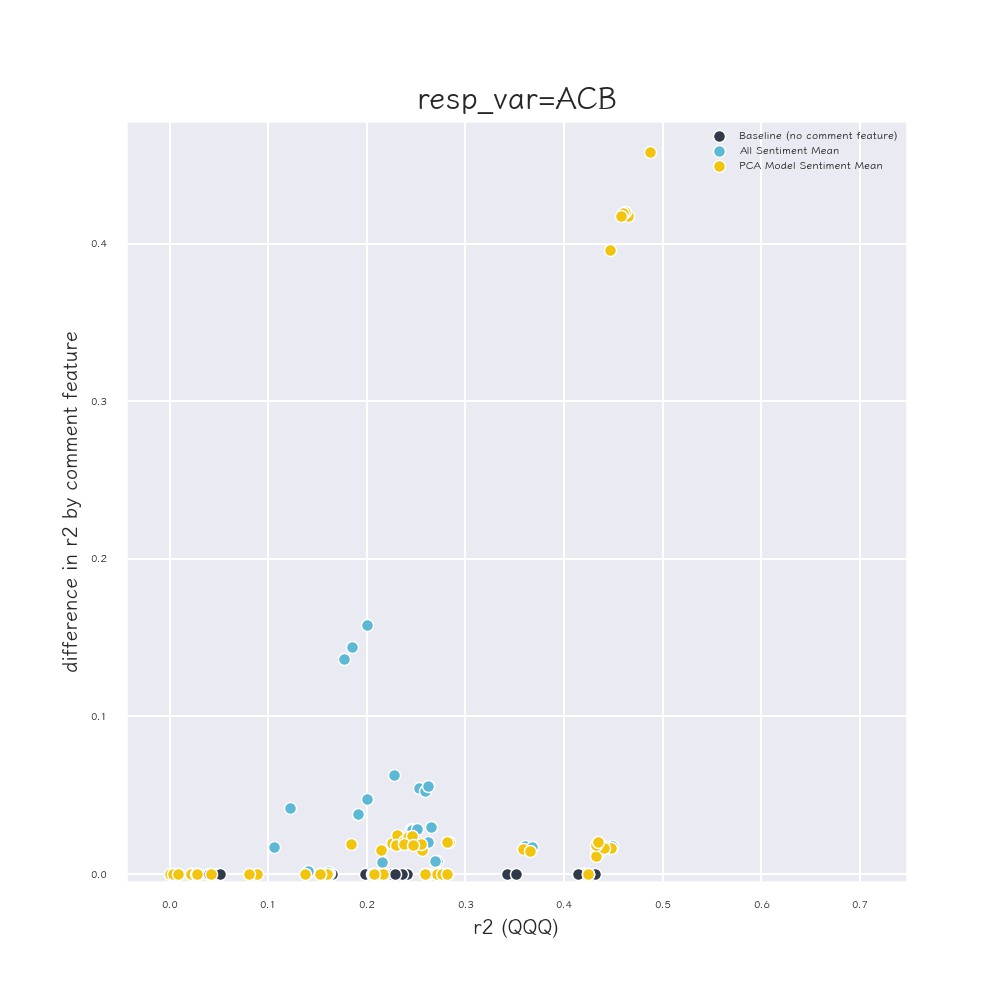 resp_var=ACB
Baseline (no comment feature)
All Sentiment Mean
PCA Model Sentiment Mean
difference in r2 by comment feature
0.4
0.3
0.2
0.1
0.0
0.0 0.1 0.2 0.3 0.4 0.5 0.6 0.7
r2 (QQQ)